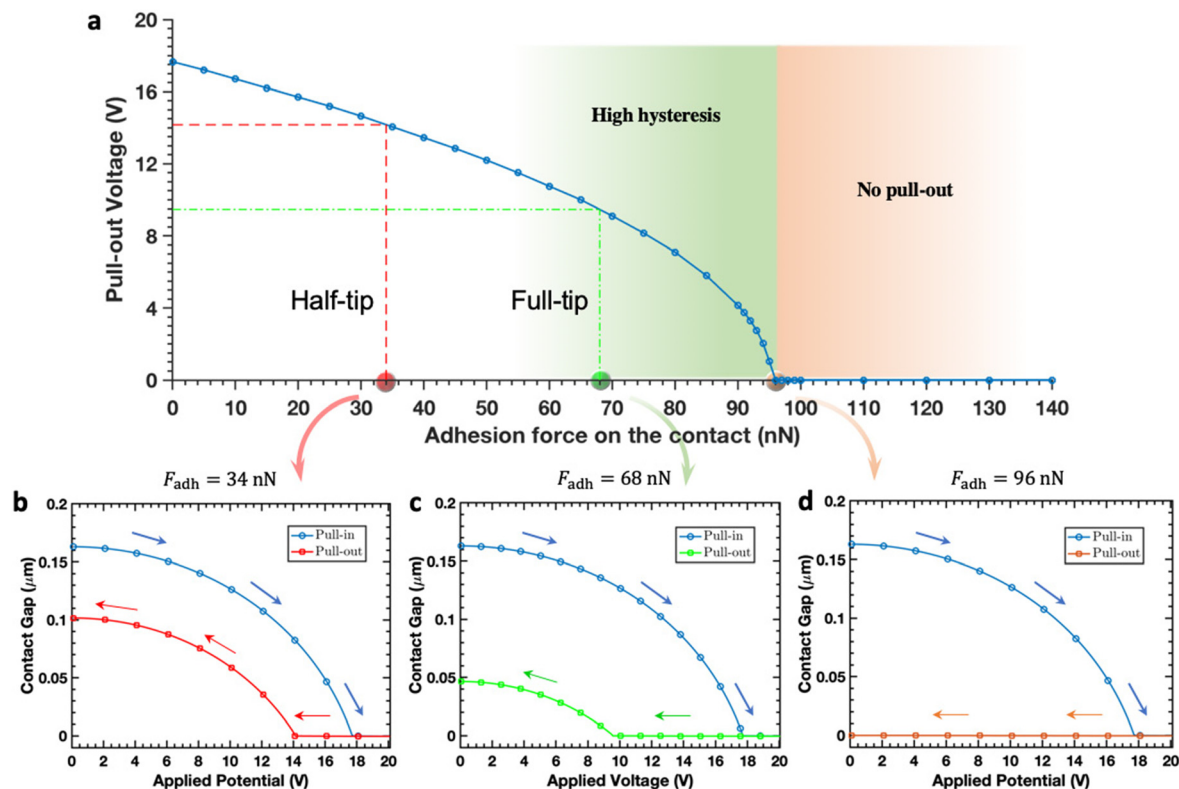 a
20
16
12
8
4
0
Pull-out Voltage (V)
High hysteresis
No pull-out
Half-tip
Full-tip
0 10 20 30 40 50 60 70 80 90 100 110 120 130 140
Adhesion force on the contact (nN)
b
F_adh = 34 nN
0.2
0.15
0.1
0.05
0
Contact Gap (μm)
Pull-in
Pull-out
0 2 4 6 8 10 12 14 16 18 20
Applied Potential (V)
c
F_adh = 68 nN
0.2
0.15
0.1
0.05
0
Contact Gap (μm)
Pull-in
Pull-out
0 2 4 6 8 10 12 14 16 18 20
Applied Voltage (V)
d
F_adh = 96 nN
0.2
0.15
0.1
0.05
0
Contact Gap (μm)
Pull-in
Pull-out
0 2 4 6 8 10 12 14 16 18 20
Applied Potential (V)